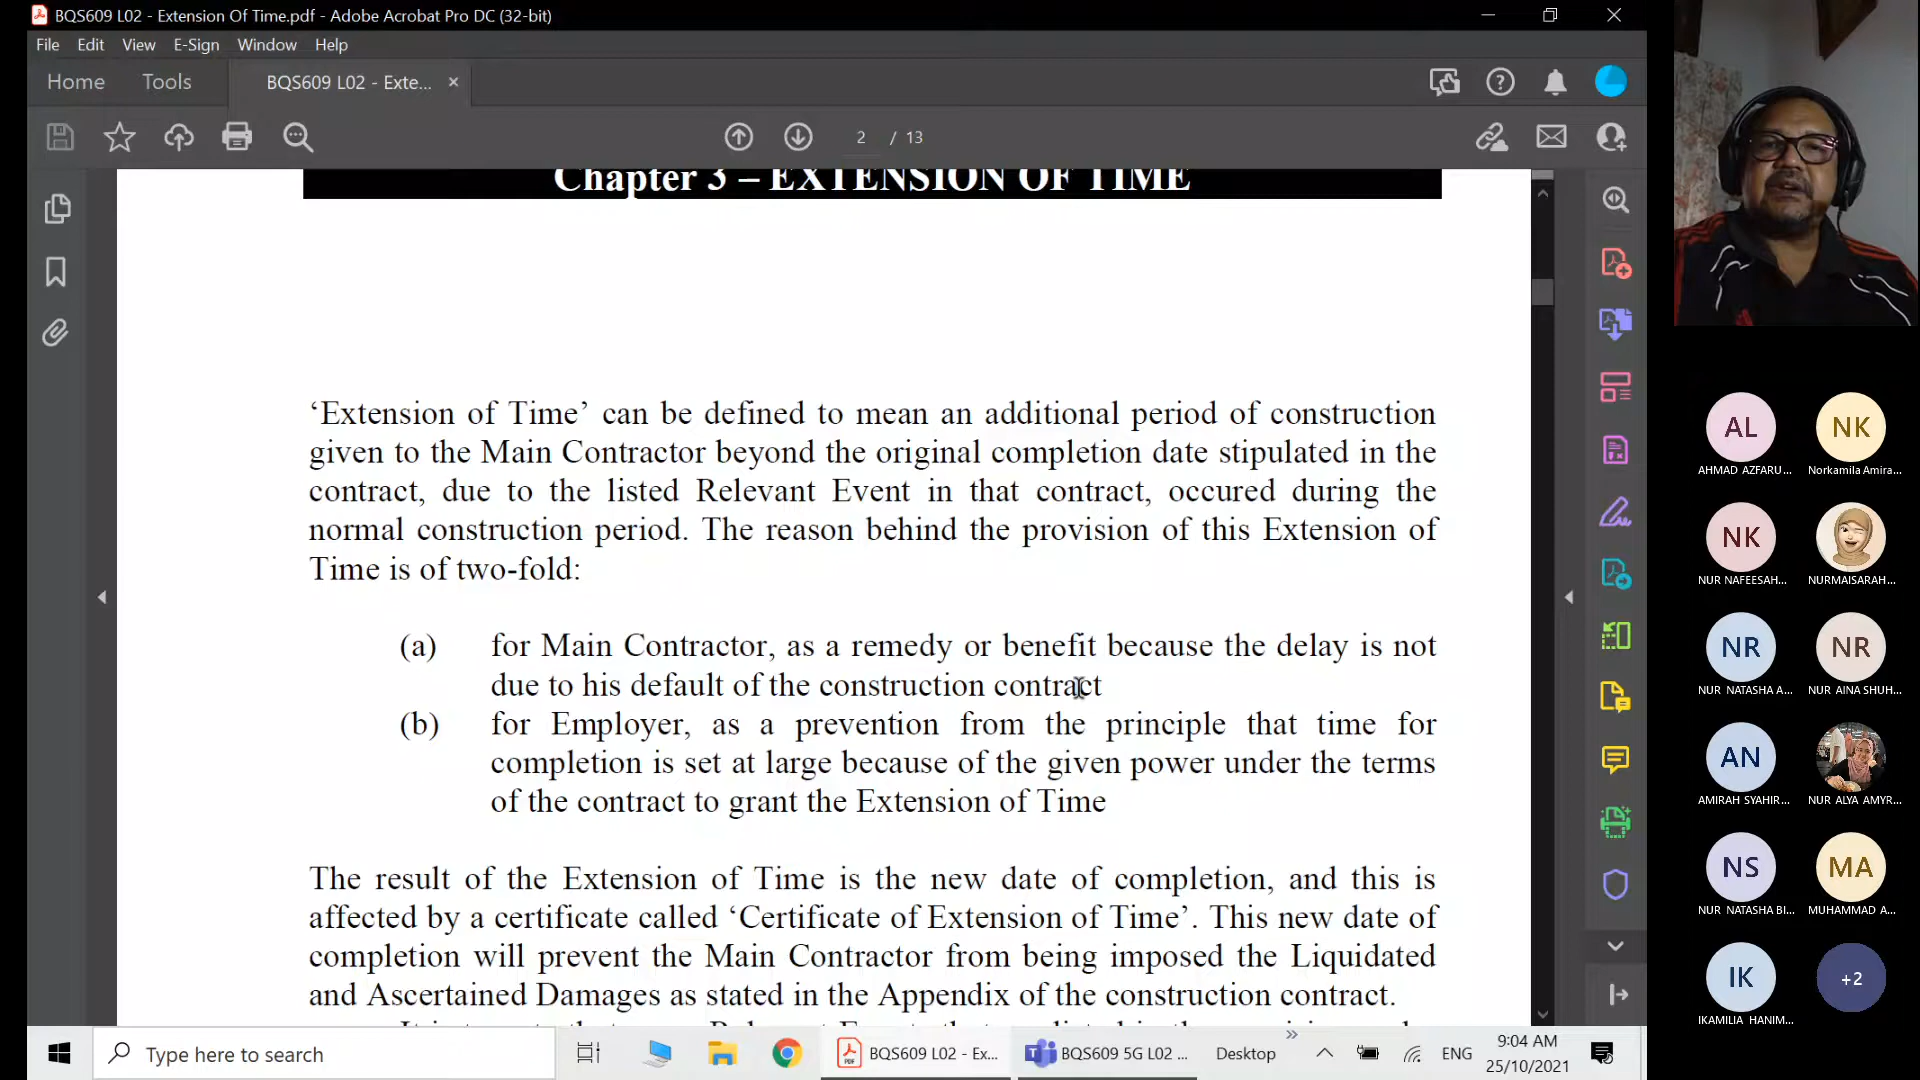 BQS609 L02 - Extension Of Time.pdf - Adobe Acrobat Pro DC (32-bit)
File Edit View E-Sign Window Help
Home Tools BQS609 L02 - Exte... ×
2 / 13
Chapter 3 – EXTENSION OF TIME
‘Extension of Time’ can be defined to mean an additional period of construction
given to the Main Contractor beyond the original completion date stipulated in the
contract, due to the listed Relevant Event in that contract, occured during the
normal construction period. The reason behind the provision of this Extension of
Time is of two-fold:
(a) for Main Contractor, as a remedy or benefit because the delay is not
due to his default of the construction contract
(b) for Employer, as a prevention from the principle that time for
completion is set at large because of the given power under the terms
of the contract to grant the Extension of Time
The result of the Extension of Time is the new date of completion, and this is
affected by a certificate called ‘Certificate of Extension of Time’. This new date of
completion will prevent the Main Contractor from being imposed the Liquidated
and Ascertained Damages as stated in the Appendix of the construction contract.
AL NK
AHMAD AZFARU... Norkamila Amira...
NK
NUR NAFEESAH... NURMAISARAH...
NR NR
NUR NATASHA A... NUR AINA SHUH...
AN
AMIRAH SYAHIR... NUR ALYA AMYR...
NS MA
NUR NATASHA BI... MUHAMMAD A...
IK +2
IKAMILIA HANIM...
Type here to search
BQS609 L02 - Ex...
BQS609 5G L02 ...
Desktop
ENG
9:04 AM
25/10/2021